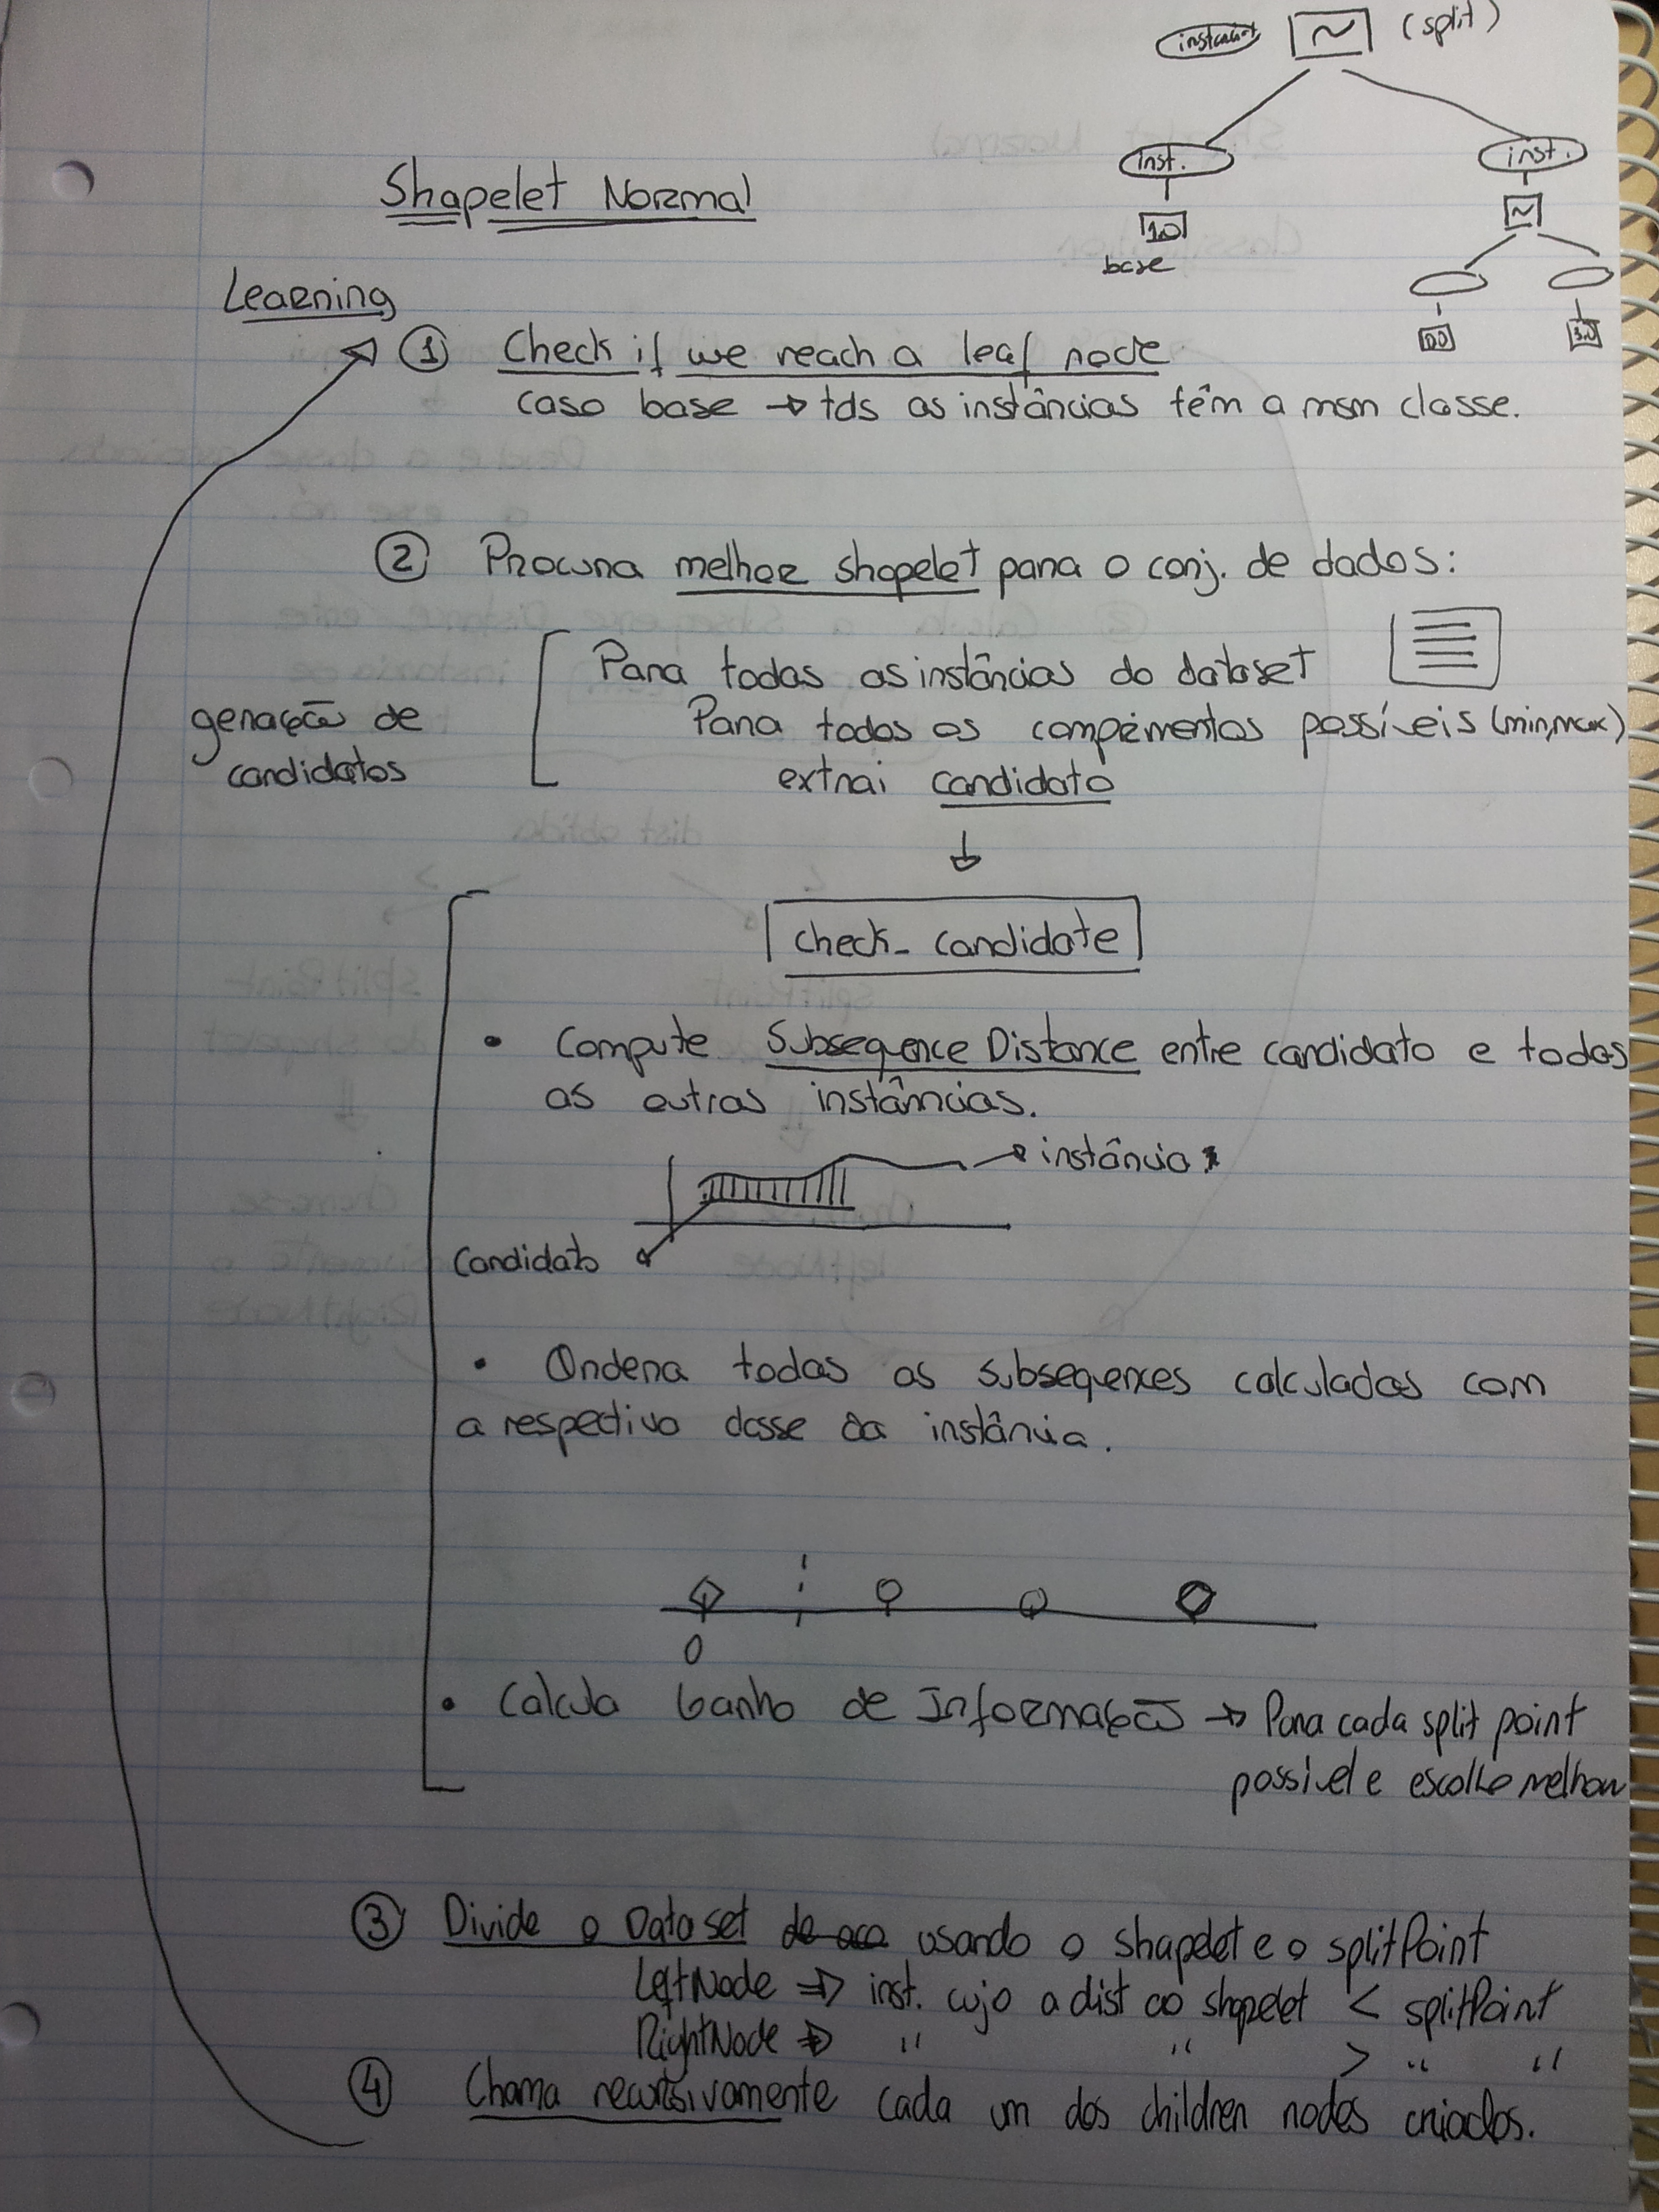 instancias (split)
inst. inst.
1.0
base
0.0 3.0
Shapelet Normal
Learning
① Check if we reach a leaf node
caso base → tds as instâncias têm a msm classe.
② Procura melhor shapelet para o conj. de dados:
geração de
candidatos
Para todas as instâncias do dataset
Para todos os comprimentos possíveis (min,max)
extrai candidato
check_candidate
• Compute Subsequence Distance entre candidato e todas
as outras instâncias.
instância
Candidato
• Ordena todas as subsequences calculadas com
a respectiva classe da instância.
0
• Calcula Ganho de Informação → Para cada split point
possível e escolhe melhor
③ Divide o Dataset usando o shapelet e o splitPoint
LeftNode ⇒ inst. cujo a dist ao shapelet < splitPoint
RightNode ⇒ " " > " "
④ Chama recursivamente cada um dos children nodes criados.